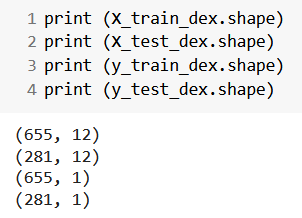 1 print (X_train_dex.shape)
2 print (X_test_dex.shape)
3 print (y_train_dex.shape)
4 print (y_test_dex.shape)
(655, 12)
(281, 12)
(655, 1)
(281, 1)